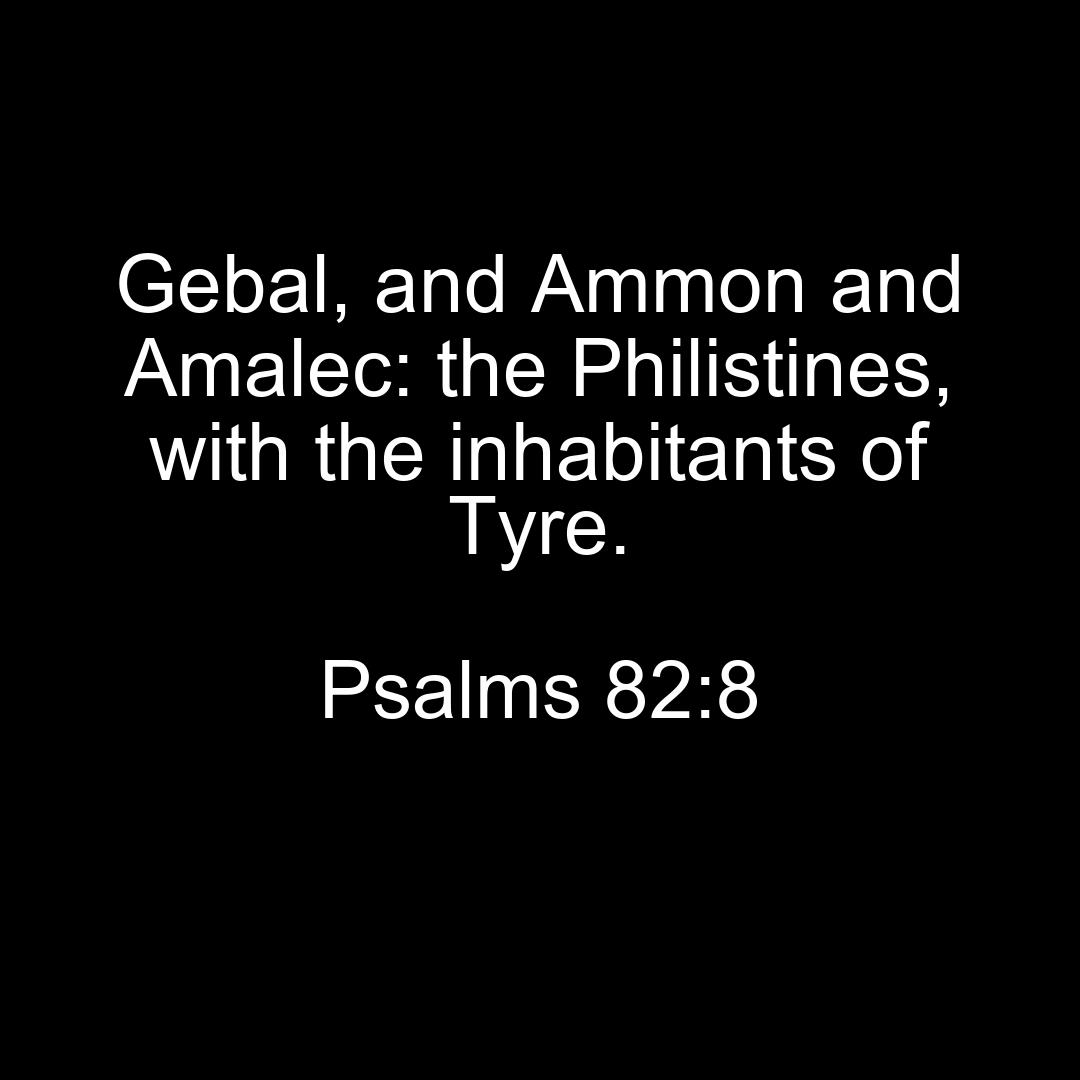 Gebal, and Ammon and
Amalec: the Philistines,
with the inhabitants of
Tyre.
Psalms 82:8